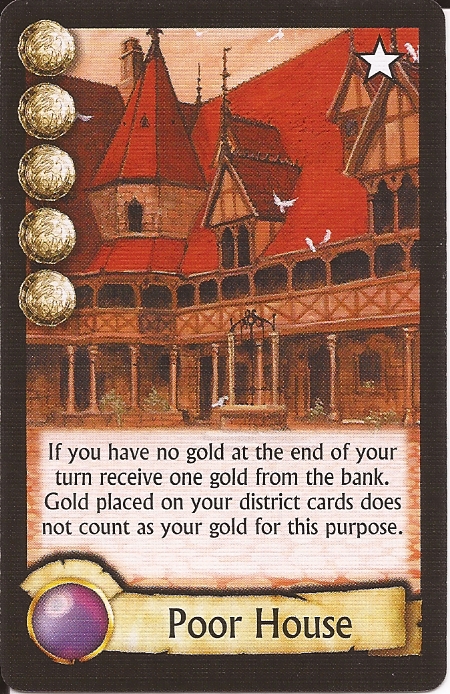 If you have no gold at the end of your
turn receive one gold from the bank.
Gold placed on your district cards does
not count as your gold for this purpose.
Poor House